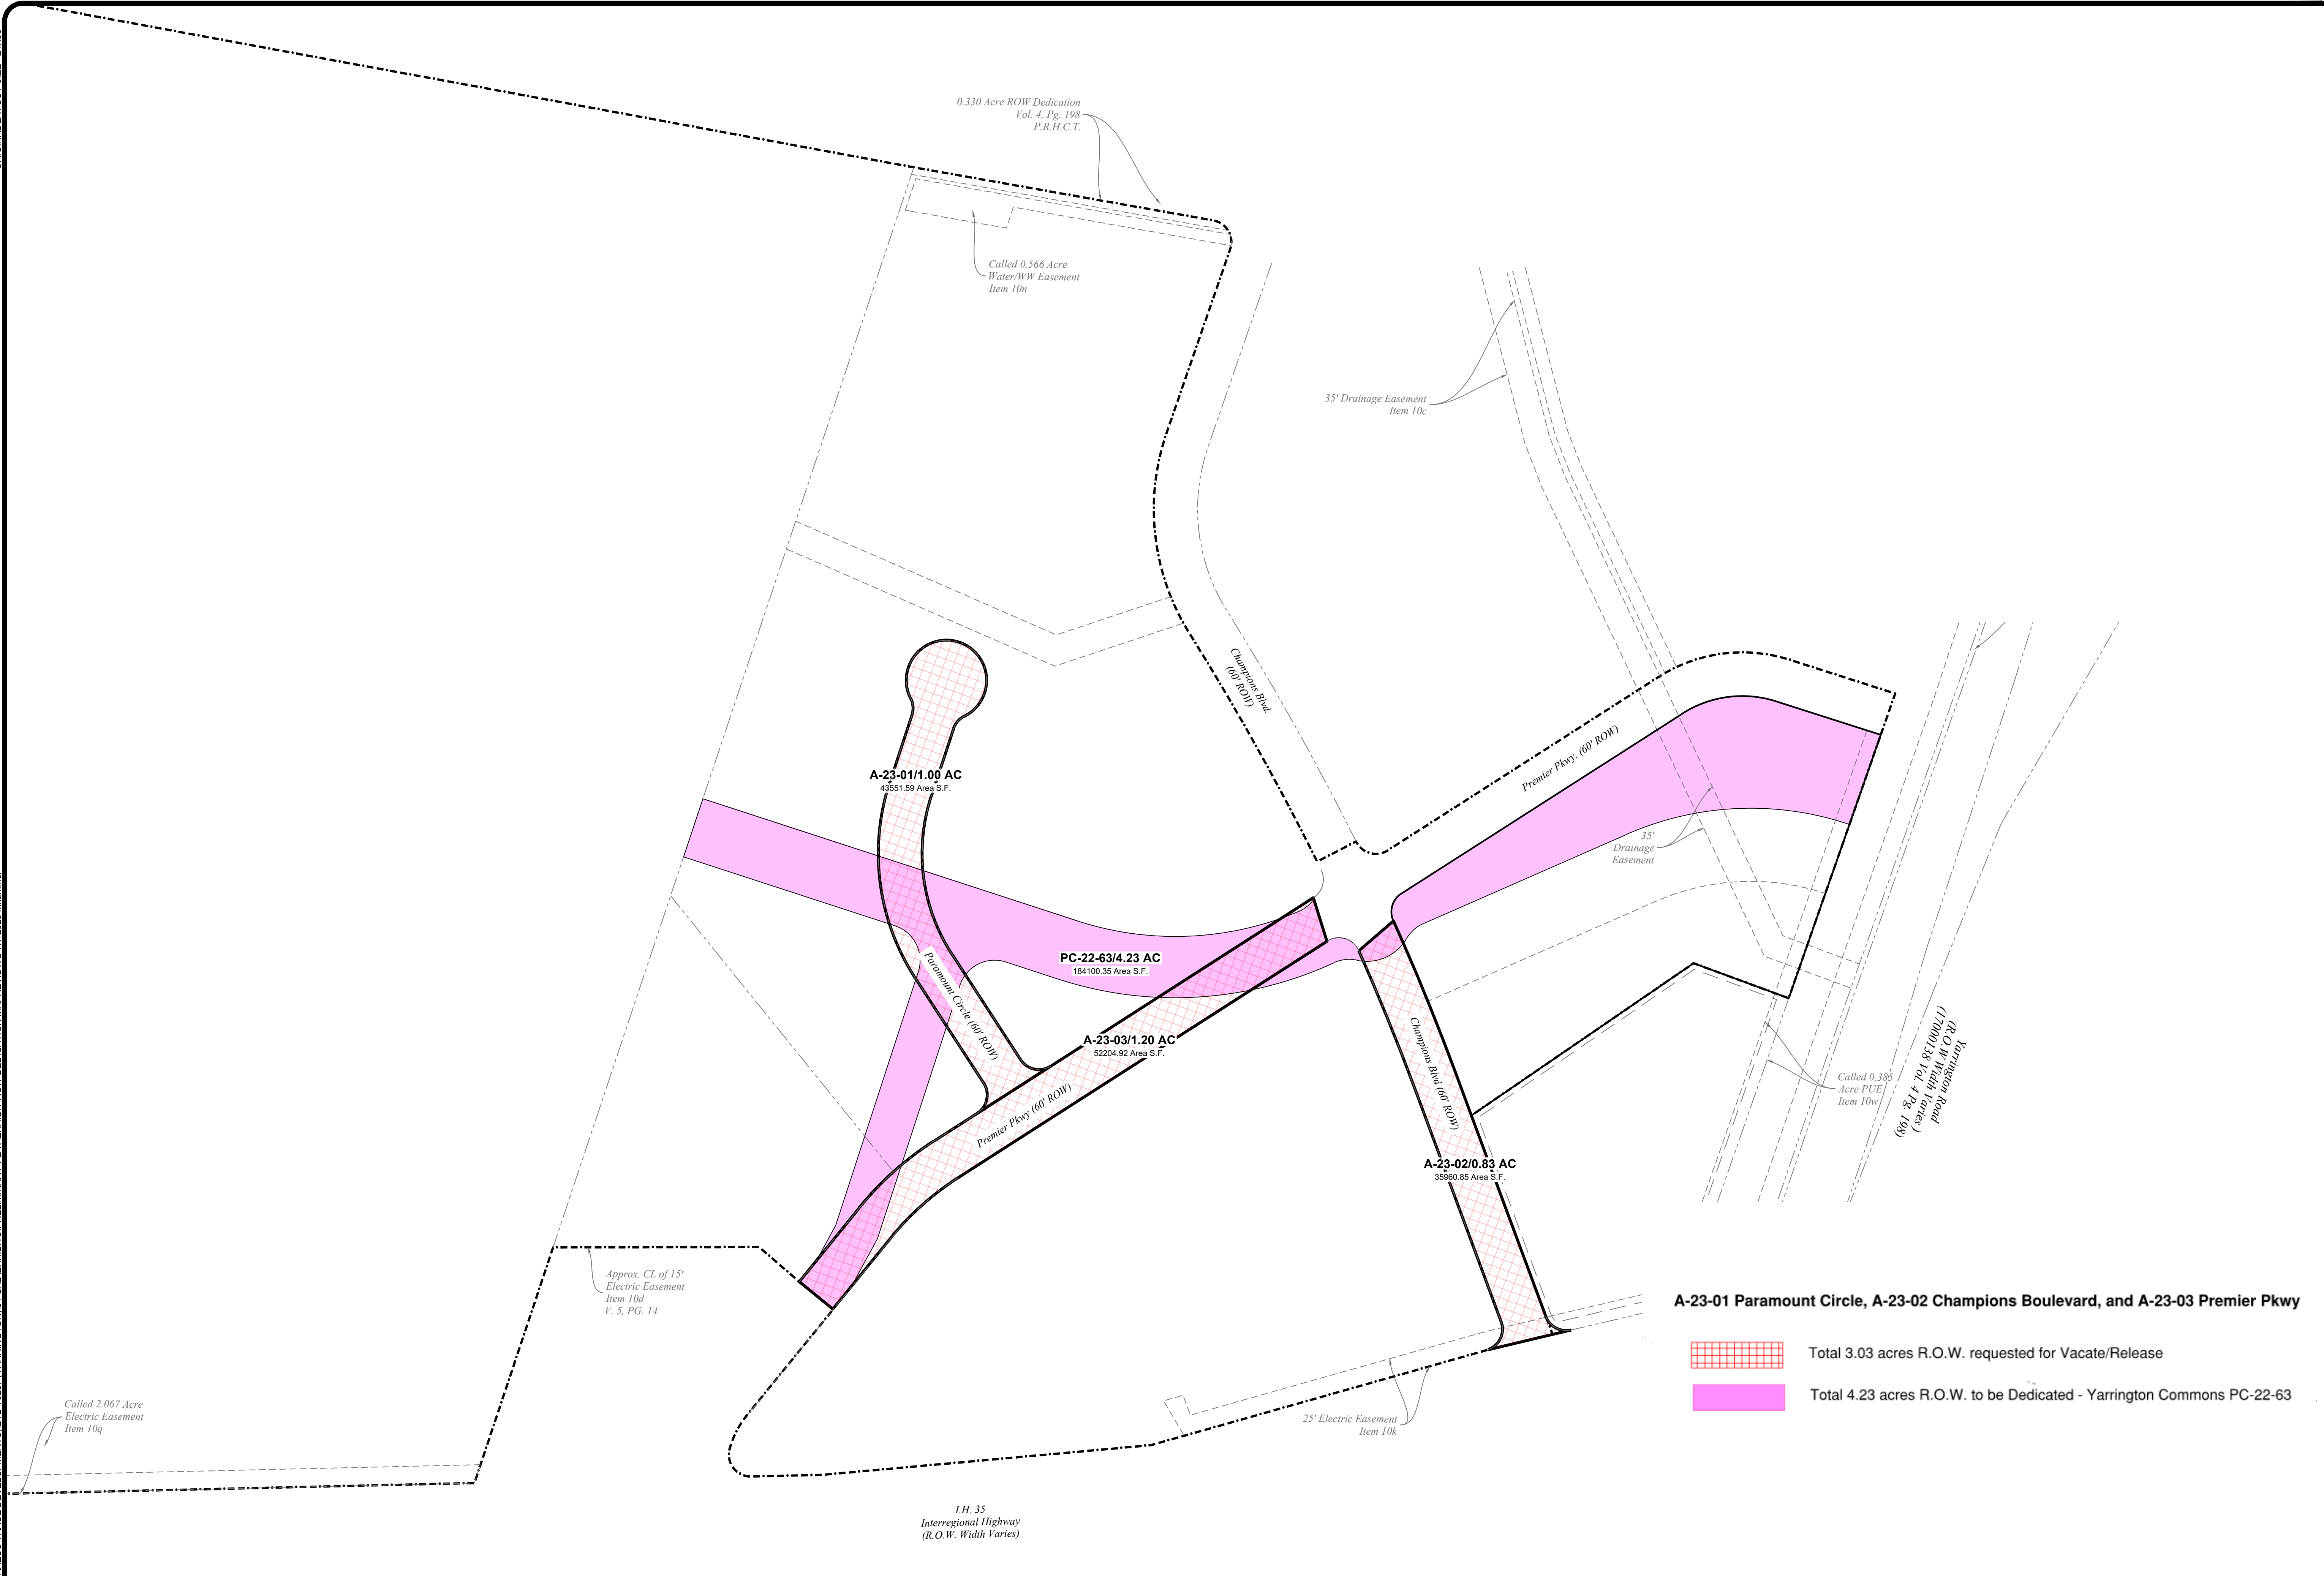 0.330 Acre ROW Dedication
Vol. 4, Pg. 198
P.R.H.C.T.
Called 0.566 Acre
Water/WW Easement
Item 10n
35' Drainage Easement
Item 10c
Champions Blvd.
(60' ROW)
Premier Pkwy. (60' ROW)
A-23-01/1.00 AC
43551.59 Area S.F.
35'
Drainage
Easement
PC-22-63/4.23 AC
184100.35 Area S.F.
Paramount Circle (60' ROW)
A-23-03/1.20 AC
52204.92 Area S.F.
Premier Pkwy (60' ROW)
Champions Blvd (60' ROW)
Yarrington Road
(R.O.W Width Varies )
(17000138 Vol. 4 Pg. 198)
Called 0.385
Acre PUE
Item 10w
A-23-02/0.83 AC
35960.85 Area S.F.
Approx. CL of 15'
Electric Easement
Item 10d
V. 5, PG. 14
A-23-01 Paramount Circle, A-23-02 Champions Boulevard, and A-23-03 Premier Pkwy
Total 3.03 acres R.O.W. requested for Vacate/Release
Total 4.23 acres R.O.W. to be Dedicated - Yarrington Commons PC-22-63
Called 2.067 Acre
Electric Easement
Item 10q
25' Electric Easement
Item 10k
I.H. 35
Interregional Highway
(R.O.W. Width Varies)